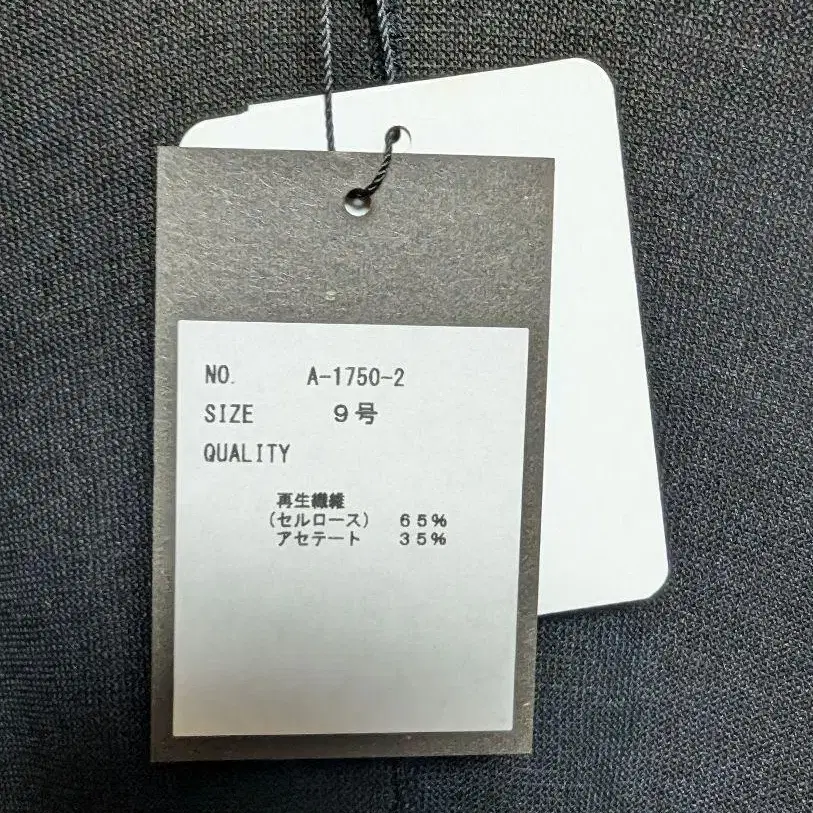 NO. A-1750-2
SIZE 9号
QUALITY
再生繊維
(セルロース) 65%
アセテート 35%